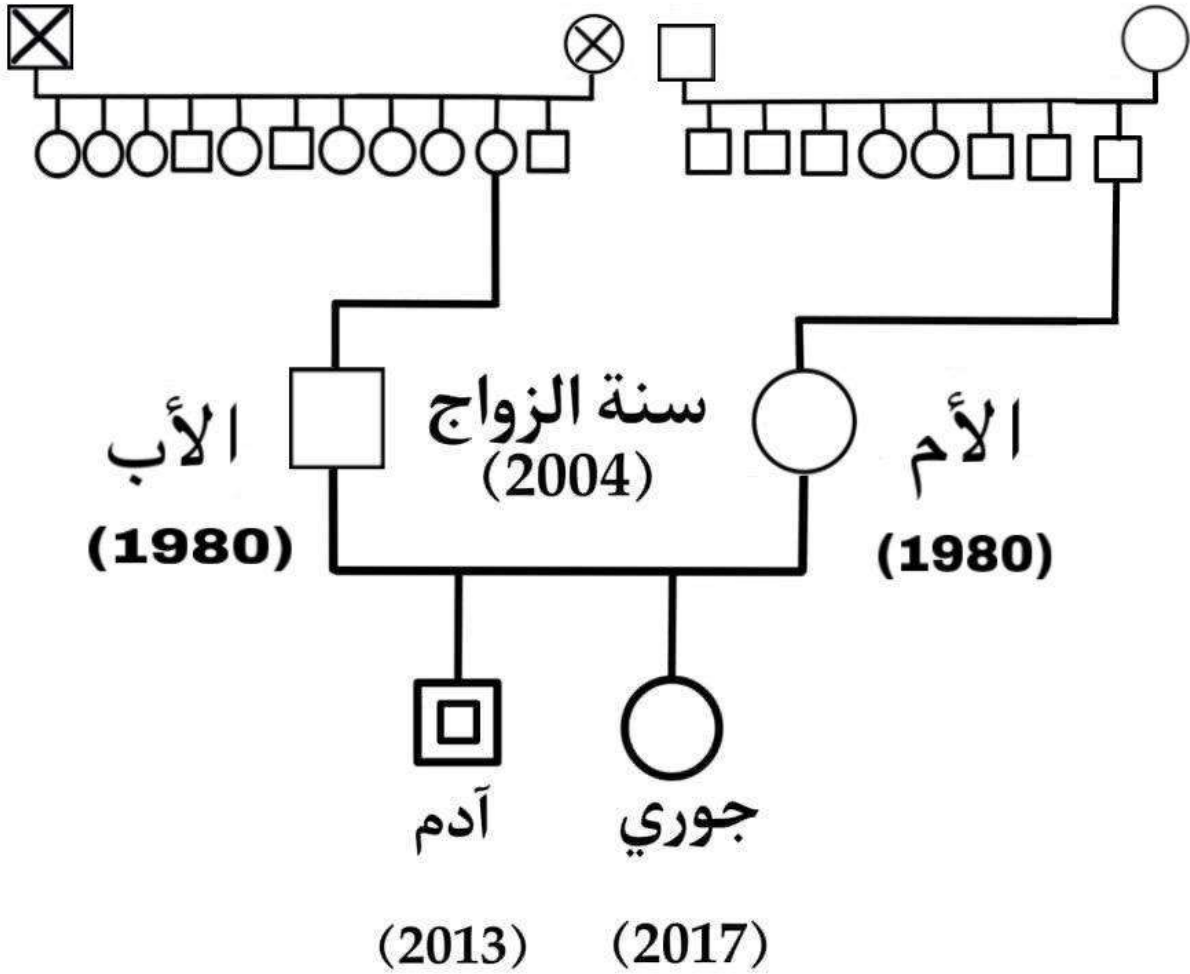 سنة الزواج
(2004)
الأم
(1980)
الأب
(1980)
جوري
(2017)
آدم
(2013)